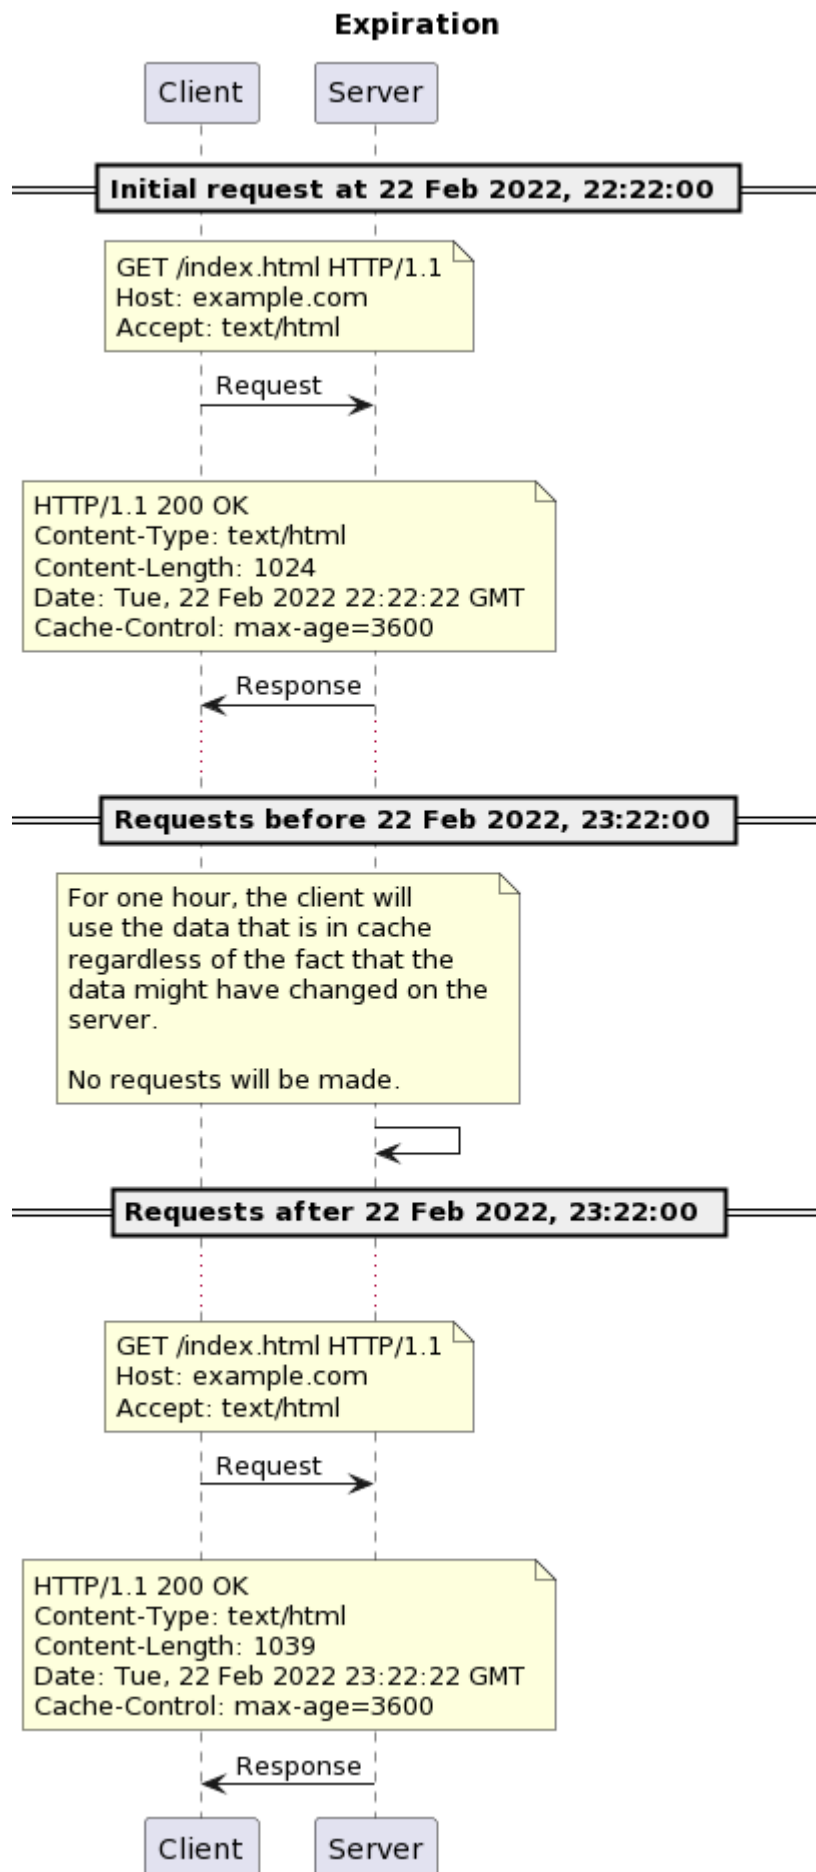 Expiration
Client Server
Initial request at 22 Feb 2022, 22:22:00
GET /index.html HTTP/1.1
Host: example.com
Accept: text/html
Request
HTTP/1.1 200 OK
Content-Type: text/html
Content-Length: 1024
Date: Tue, 22 Feb 2022 22:22:22 GMT
Cache-Control: max-age=3600
Response
Requests before 22 Feb 2022, 23:22:00
For one hour, the client will
use the data that is in cache
regardless of the fact that the
data might have changed on the
server.
No requests will be made.
Requests after 22 Feb 2022, 23:22:00
GET /index.html HTTP/1.1
Host: example.com
Accept: text/html
Request
HTTP/1.1 200 OK
Content-Type: text/html
Content-Length: 1039
Date: Tue, 22 Feb 2022 23:22:22 GMT
Cache-Control: max-age=3600
Response
Client Server